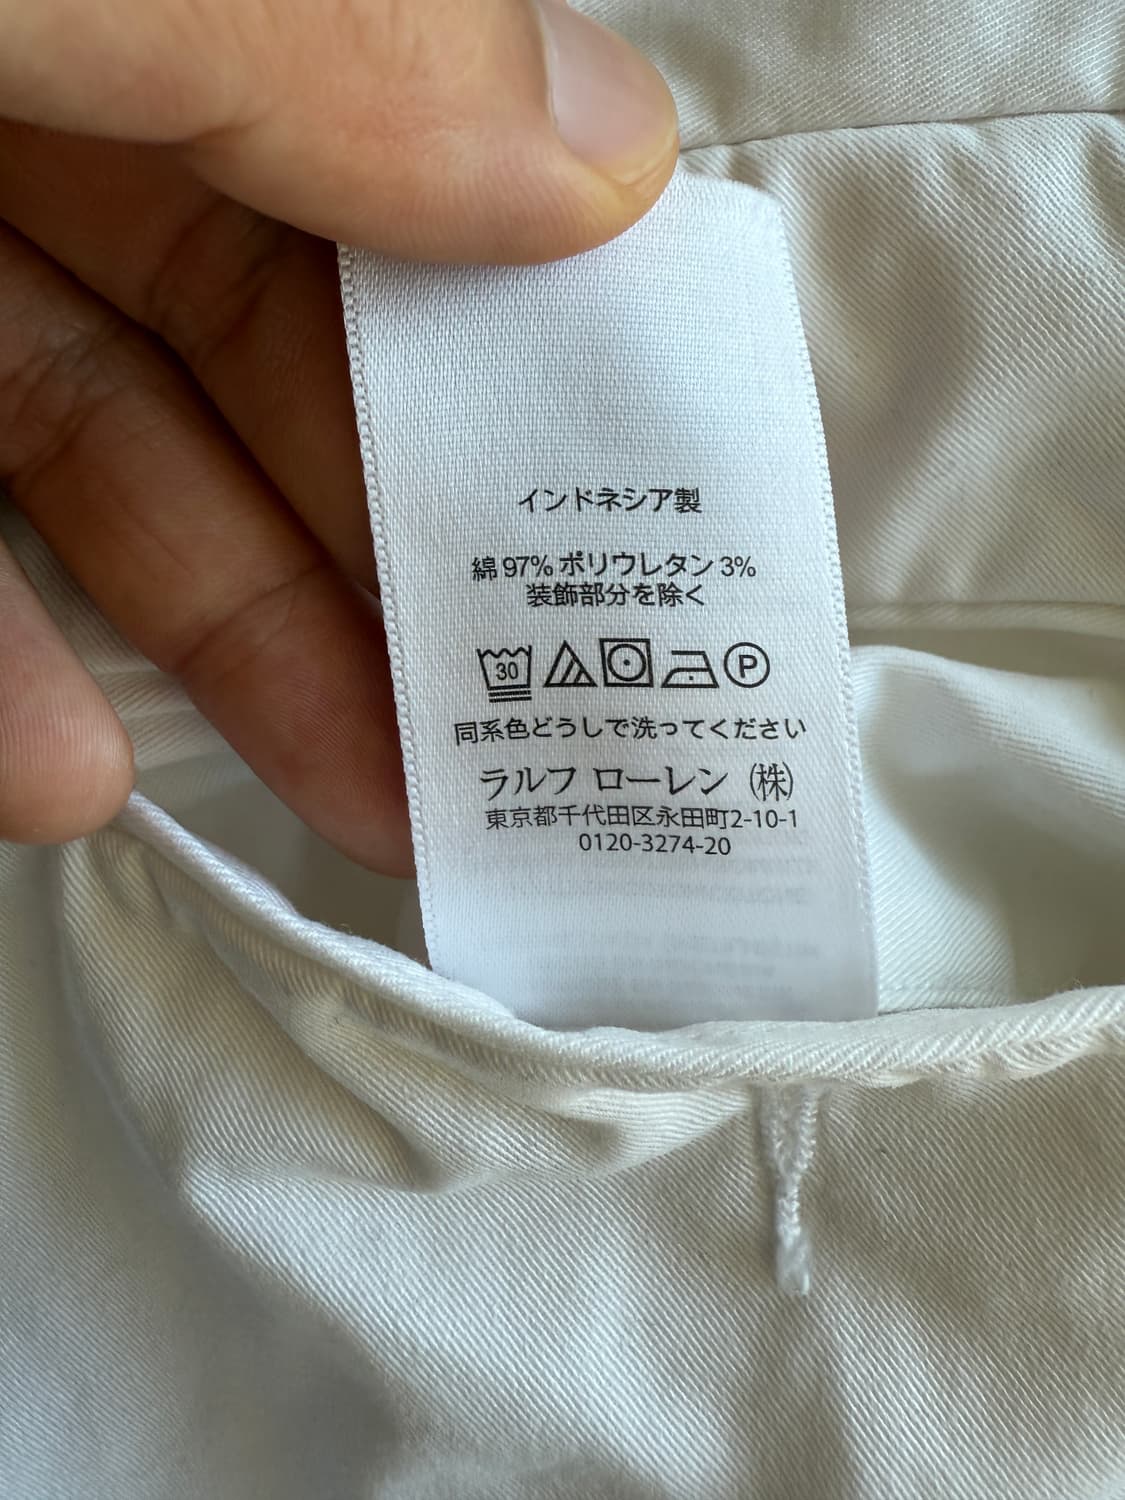 インドネシア製
綿 97% ポリウレタン 3%
装飾部分を除く
30 P
同系色どうしで洗ってください
ラルフ ローレン ㈱
東京都千代田区永田町2-10-1
0120-3274-20